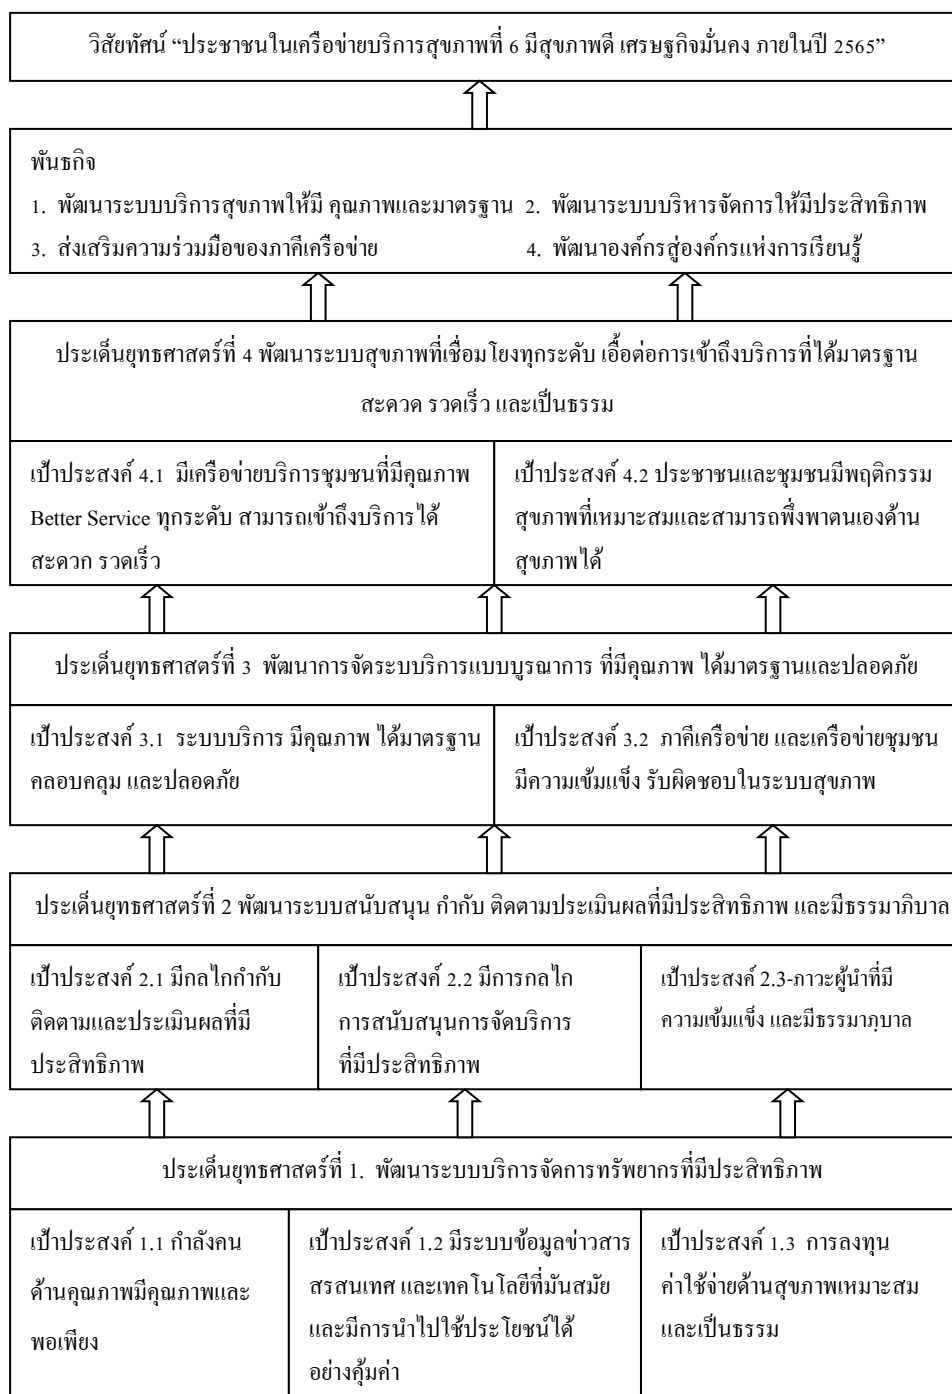 วิสัยทัศน์ “ประชาชนในเครือข่ายบริการสุขภาพที่ 6 มีสุขภาพดี เศรษฐกิจมั่นคง ภายในปี 2565”
พันธกิจ
1. พัฒนาระบบบริการสุขภาพให้มี คุณภาพและมาตรฐาน 2. พัฒนาระบบบริหารจัดการให้มีประสิทธิภาพ
3. ส่งเสริมความร่วมมือของภาคีเครือข่าย 4. พัฒนาองค์กรสู่องค์กรแห่งการเรียนรู้
ประเด็นยุทธศาสตร์ที่ 4 พัฒนาระบบสุขภาพที่เชื่อมโยงทุกระดับ เอื้อต่อการเข้าถึงบริการที่ได้มาตรฐาน
สะดวด รวดเร็ว และเป็นธรรม
เป้าประสงค์ 4.1 มีเครือข่ายบริการชุมชนที่มีคุณภาพ
Better Service ทุกระดับ สามารถเข้าถึงบริการได้
สะดวก รวดเร็ว
เป้าประสงค์ 4.2 ประชาชนและชุมชนมีพฤติกรรม
สุขภาพที่เหมาะสมและสามารถพึ่งพาตนเองด้าน
สุขภาพได้
ประเด็นยุทธศาสตร์ที่ 3 พัฒนาการจัดระบบบริการแบบบูรณาการ ที่มีคุณภาพ ได้มาตรฐานและปลอดภัย
เป้าประสงค์ 3.1 ระบบบริการ มีคุณภาพ ได้มาตรฐาน
คลอบคลุม และปลอดภัย
เป้าประสงค์ 3.2 ภาคีเครือข่าย และเครือข่ายชุมชน
มีความเข้มแข็ง รับผิดชอบในระบบสุขภาพ
ประเด็นยุทธศาสตร์ที่ 2 พัฒนาระบบสนับสนุน กำกับ ติดตามประเมินผลที่มีประสิทธิภาพ และมีธรรมาภิบาล
เป้าประสงค์ 2.1 มีกลไกกำกับ
ติดตามและประเมินผลที่มี
ประสิทธิภาพ
เป้าประสงค์ 2.2 มีการกลไก
การสนับสนุนการจัดบริการ
ที่มีประสิทธิภาพ
เป้าประสงค์ 2.3-ภาวะผู้นำที่มี
ความเข้มแข็ง และมีธรรมาภฺบาล
ประเด็นยุทธศาสตร์ที่ 1. พัฒนาระบบบริการจัดการทรัพยากรที่มีประสิทธิภาพ
เป้าประสงค์ 1.1 กำลังคน
ด้านคุณภาพมีคุณภาพและ
พอเพียง
เป้าประสงค์ 1.2 มีระบบข้อมูลข่าวสาร
สรสนเทศ และเทคโนโลยีที่มันสมัย
และมีการนำไปใช้ประโยชน์ได้
อย่างคุ้มค่า
เป้าประสงค์ 1.3 การลงทุน
ค่าใช้จ่ายด้านสุขภาพเหมาะสม
และเป็นธรรม